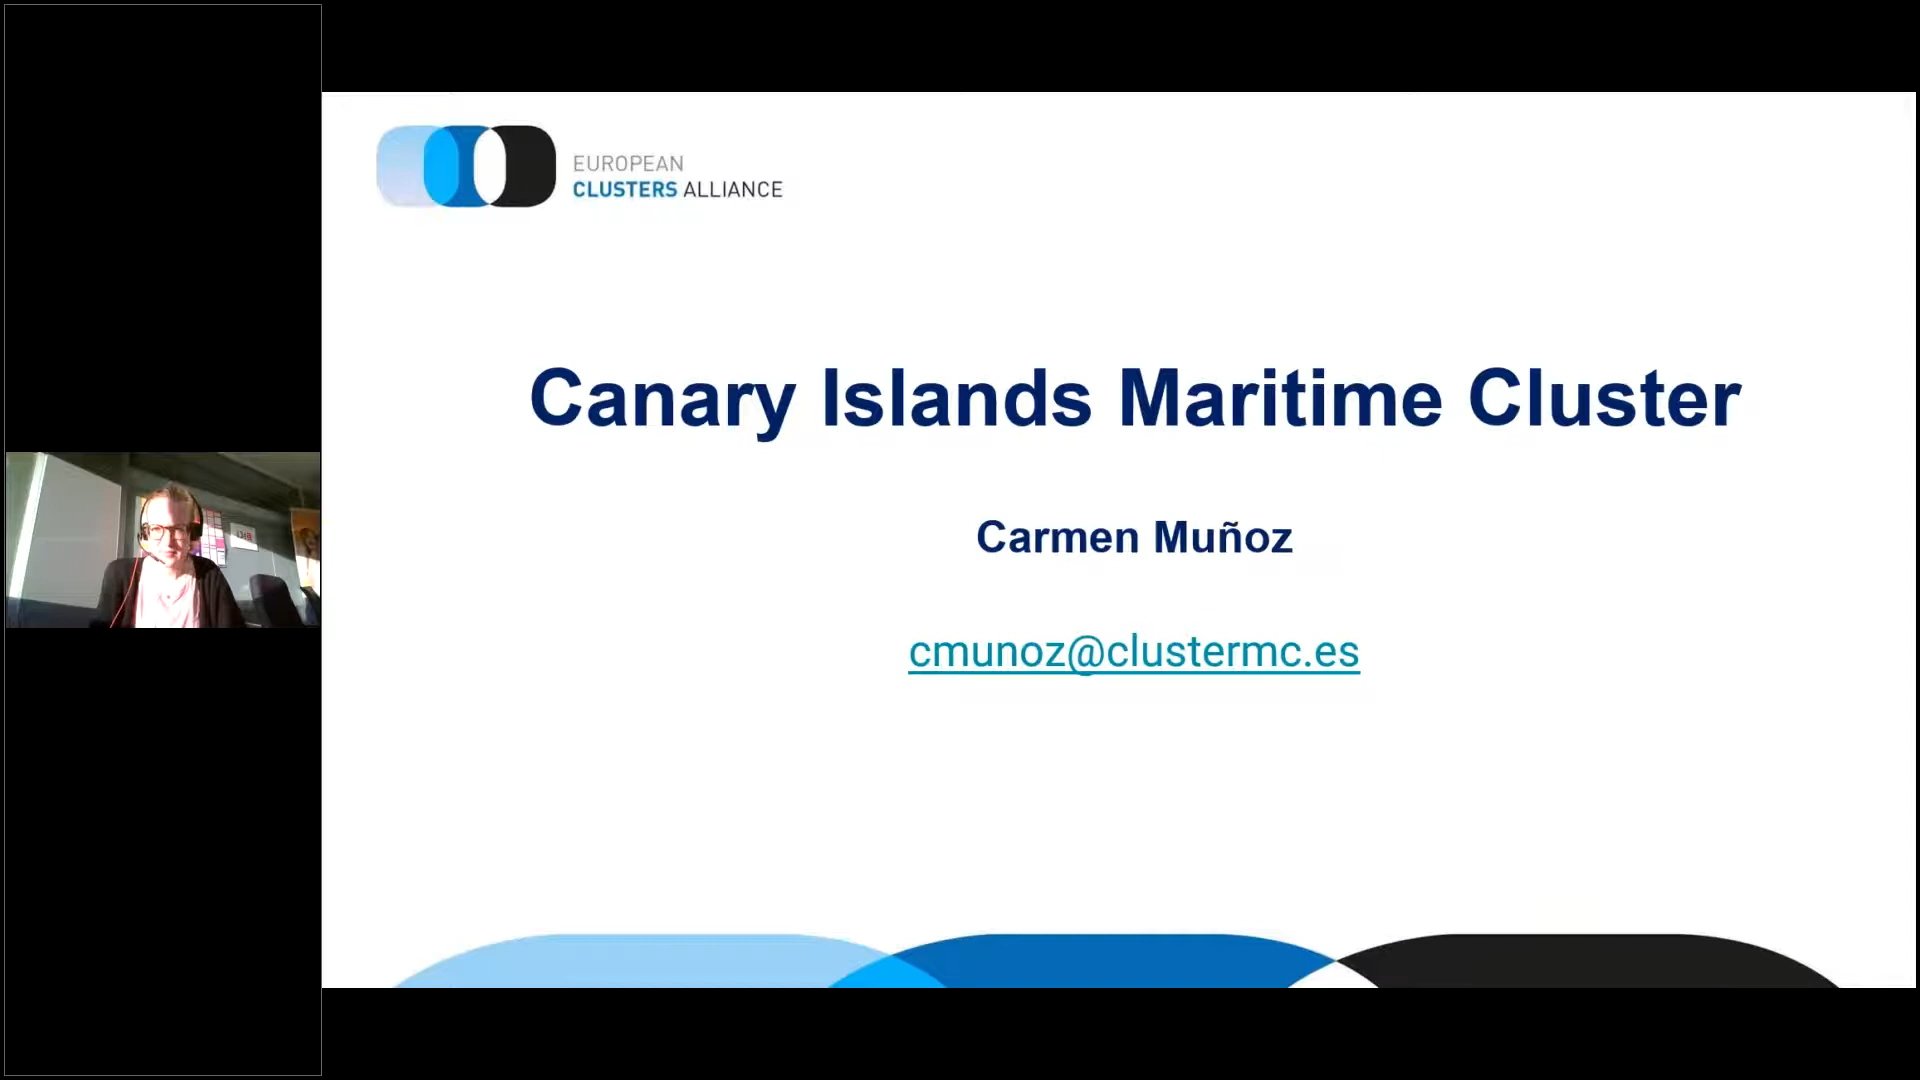 EUROPEAN
CLUSTERS ALLIANCE
Canary Islands Maritime Cluster
Carmen Muñoz
cmunoz@clustermc.es